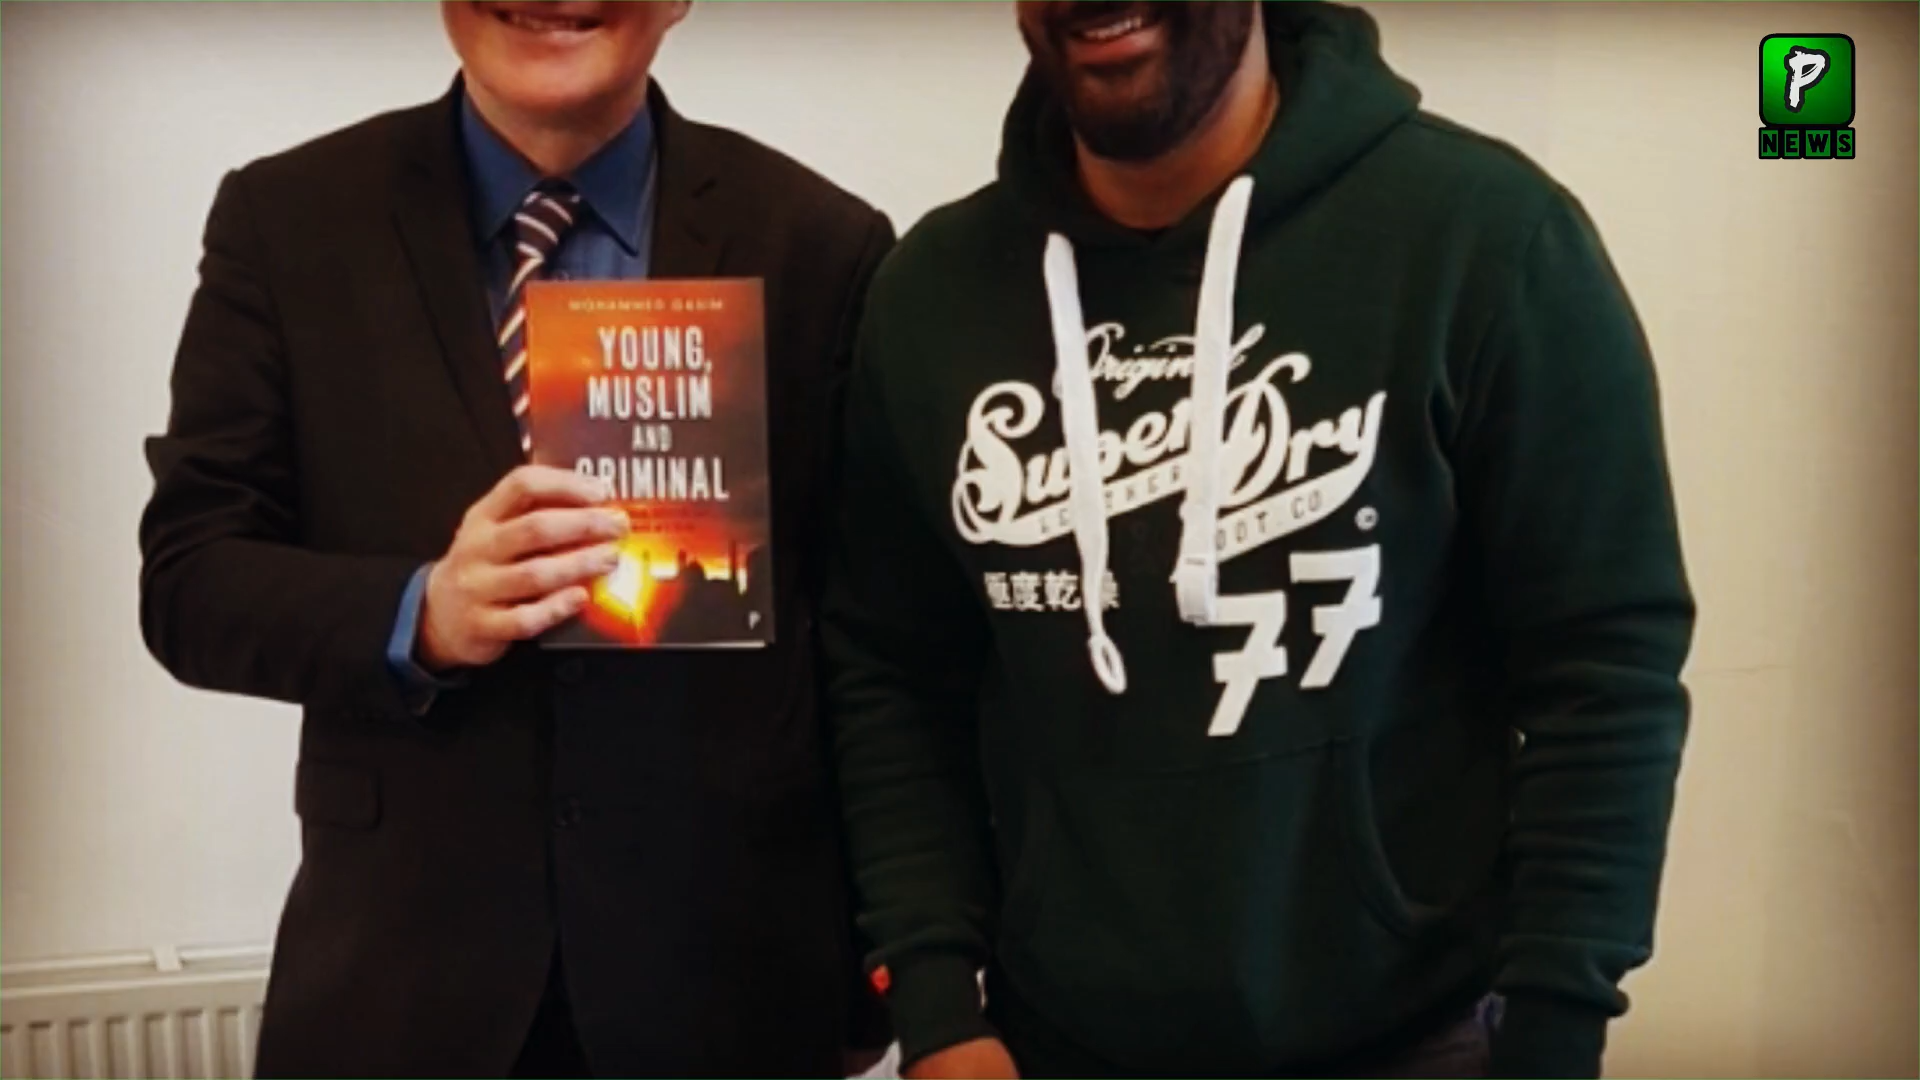 P
NEWS
MOHAMMED QASIM
YOUNG,
MUSLIM
AND
CRIMINAL
P
Original
SuperDry
極度乾燥
77